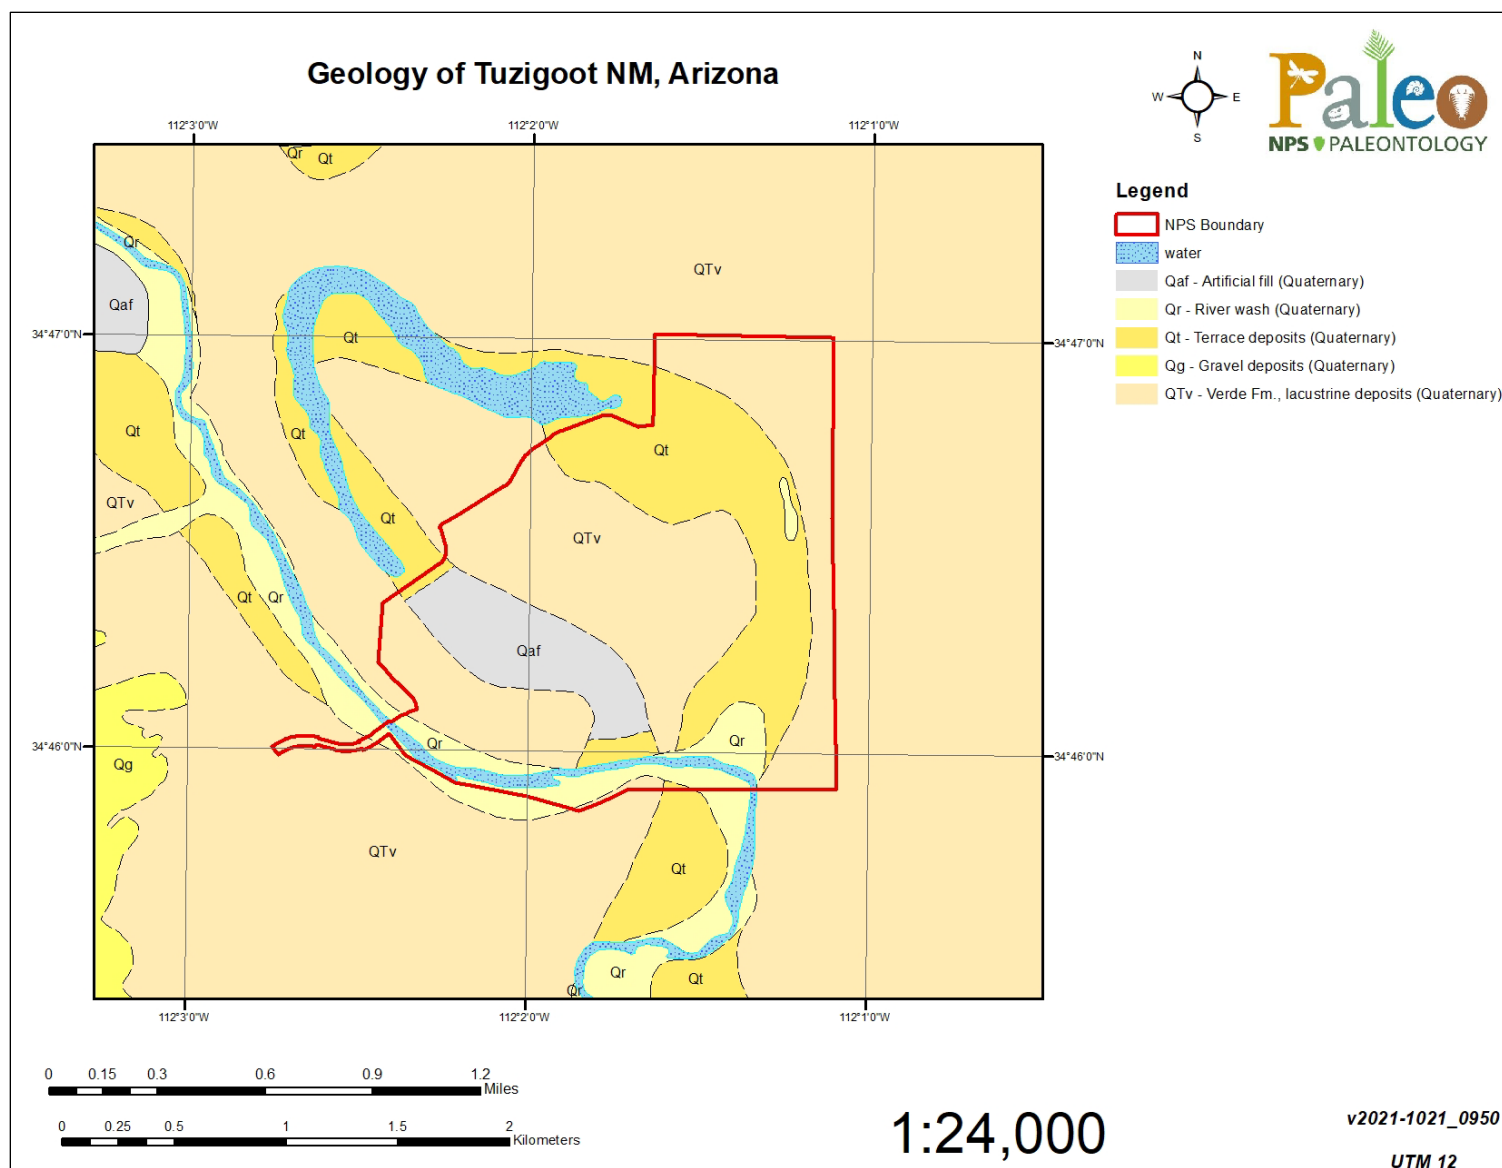 Geology of Tuzigoot NM, Arizona
N
W E
S
Paleo
NPS PALEONTOLOGY
112°3'0"W 112°2'0"W 112°1'0"W
Legend
NPS Boundary
water
Qaf - Artificial fill (Quaternary)
Qr - River wash (Quaternary)
Qt - Terrace deposits (Quaternary)
Qg - Gravel deposits (Quaternary)
QTv - Verde Fm., lacustrine deposits (Quaternary)
Qr Qt
Qr
QTv
Qaf
34°47'0"N
Qt
34°47'0"N
Qt
Qt
Qt
QTv
Qt
QTv
Qt Qr
Qaf
Qr
Qr
34°46'0"N
34°46'0"N
Qg
QTv
Qt
Qr
Qt
Qr
112°3'0"W 112°2'0"W 112°1'0"W
0 0.15 0.3 0.6 0.9 1.2
Miles
0 0.25 0.5 1 1.5 2
Kilometers
1:24,000
v2021-1021_0950
UTM 12